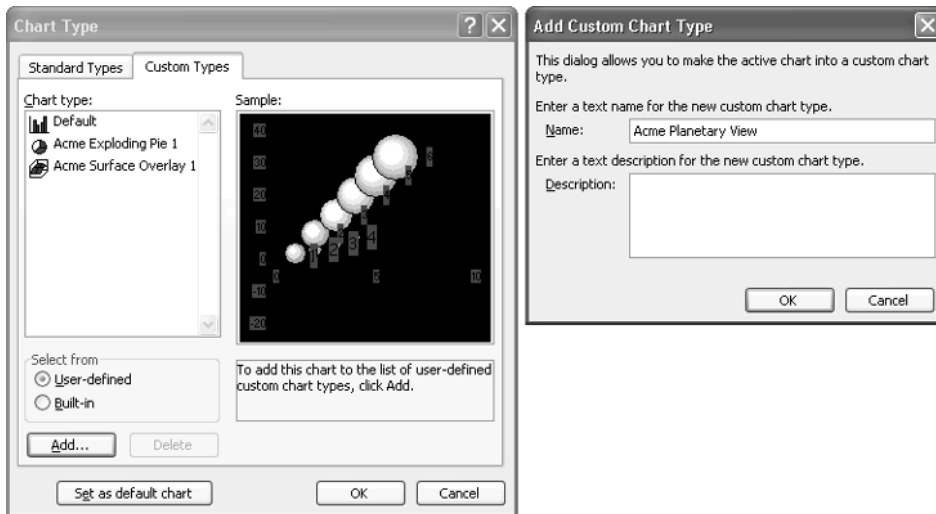 Chart Type
Standard Types
Custom Types
Chart type:
Default
Acme Exploding Pie 1
Acme Surface Overlay 1
Sample:
40
30
20
10
0
-10
-20
0
5
10
1
2
3
4
Select from
User-defined
Built-in
To add this chart to the list of user-defined
custom chart types, click Add.
Add...
Delete
Set as default chart
OK
Cancel
Add Custom Chart Type
This dialog allows you to make the active chart into a custom chart
type.
Enter a text name for the new custom chart type.
Name:
Acme Planetary View
Enter a text description for the new custom chart type.
Description:
OK
Cancel